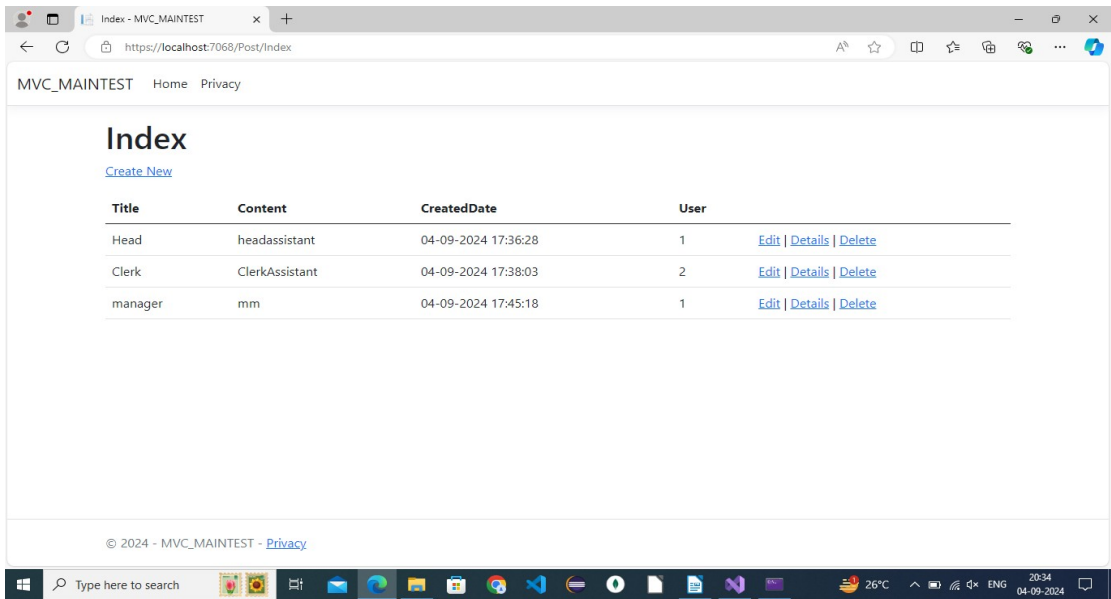 Index - MVC_MAINTEST
https://localhost:7068/Post/Index
MVC_MAINTEST Home Privacy
Index
Create New
Title Content CreatedDate User
Head headassistant 04-09-2024 17:36:28 1 Edit | Details | Delete
Clerk ClerkAssistant 04-09-2024 17:38:03 2 Edit | Details | Delete
manager mm 04-09-2024 17:45:18 1 Edit | Details | Delete
© 2024 - MVC_MAINTEST - Privacy
Type here to search 26°C ENG 20:34
04-09-2024